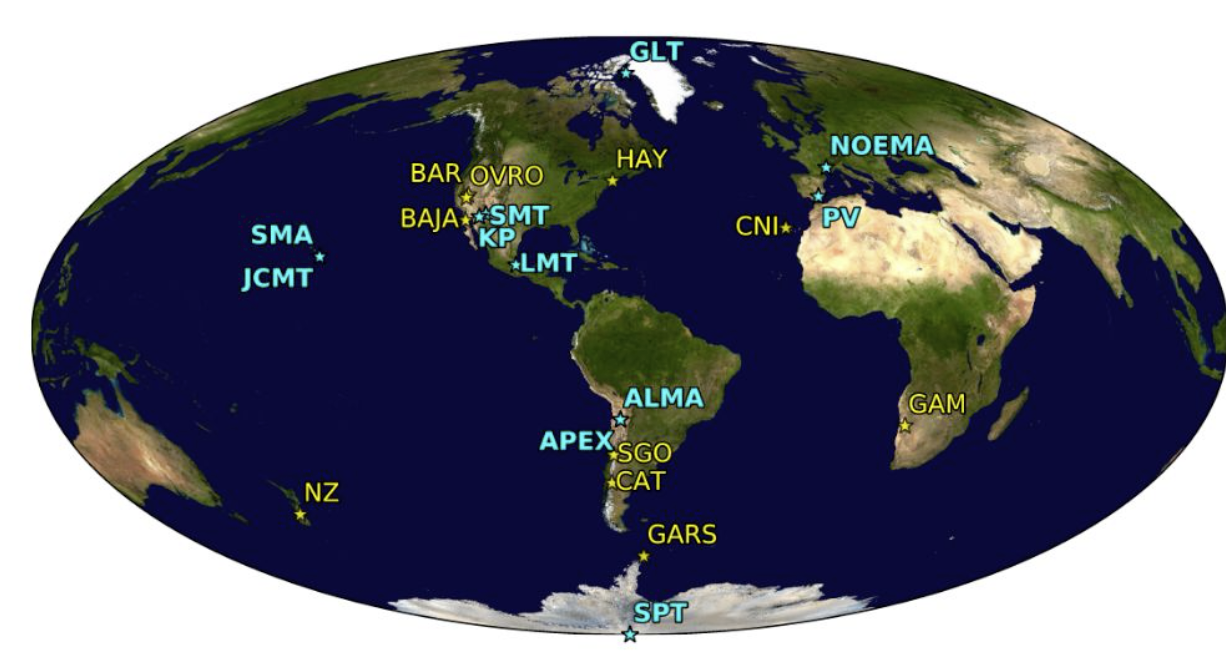 GLT
NOEMA
HAY
BAR OVRO
SMT
BAJA
PV
CNI
SMA
KP
LMT
JCMT
ALMA
GAM
APEX
SGO
CAT
NZ
GARS
SPT